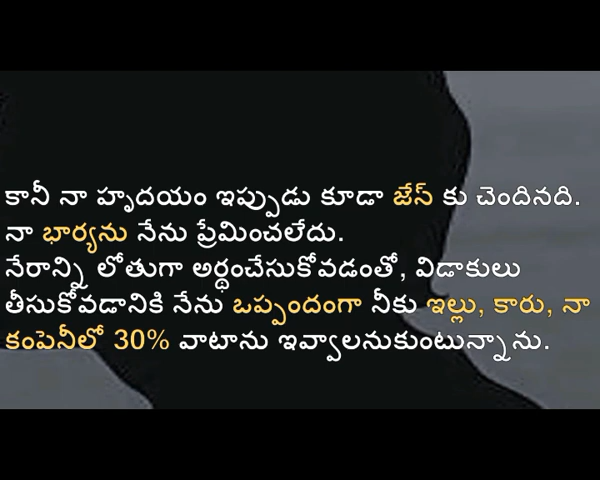 కానీ నా హృదయం ఇప్పుడు కూడా జేన్ కు చెందినది.
నా భార్యను నేను ప్రేమించలేదు.
నేరాన్ని లోతుగా అర్థంచేసుకోవడంతో, విడాకులు
తీసుకోవడానికి నేను ఒప్పందంగా నీకు ఇల్లు, కారు, నా
కంపెనీలో 30% వాటాను ఇవ్వాలనుకుంటున్నాను.